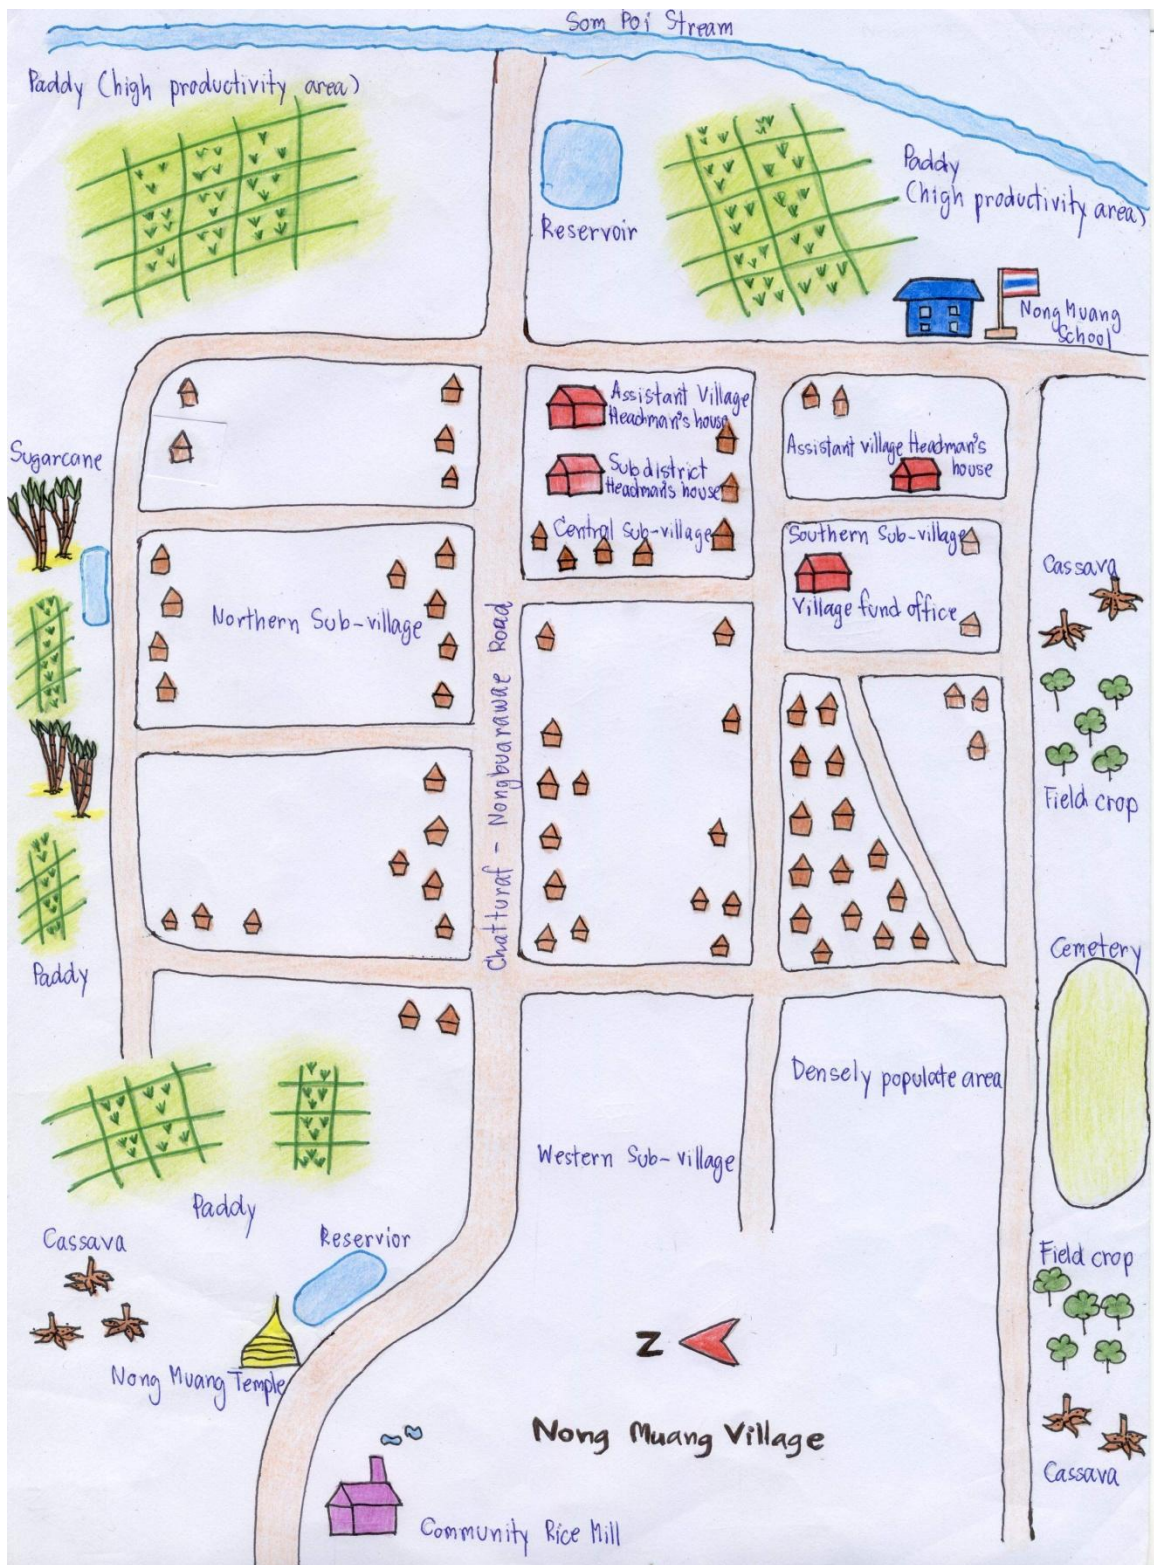 Som Poi Stream
Paddy (high productivity area)
Reservoir
Paddy
(high productivity area)
Nong Muang
School
Assistant Village
Headman's house
Subdistrict
Headman's house
Central Sub-village
Assistant village Headman's
house
Southern Sub-village
Village fund office
Sugarcane
Northern Sub-village
Chatturaf - Nongbuarawae Road
Cassava
Field crop
Paddy
Cemetery
Densely populate area
Western Sub-village
Paddy
Cassava
Reservior
Nong Muang Temple
Field crop
N
Nong Muang Village
Cassava
Community Rice Mill